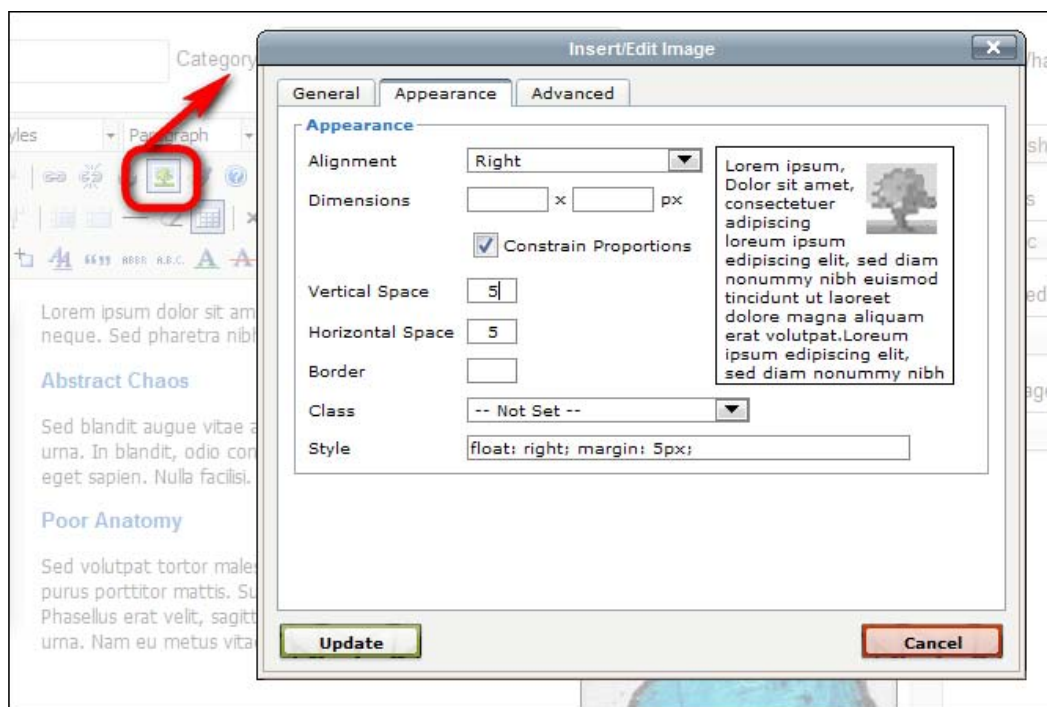 Category
Insert/Edit Image
General
Appearance
Advanced
Appearance
Alignment
Right
Dimensions
x
px
Constrain Proportions
Vertical Space
5
Horizontal Space
5
Border
Class
-- Not Set --
Style
float: right; margin: 5px;
Lorem ipsum,
Dolor sit amet,
consectetuer
adipiscing
loreum ipsum
edipiscing elit, sed diam
nonummy nibh euismod
tincidunt ut laoreet
dolore magna aliquam
erat volutpat.Loreum
ipsum edipiscing elit,
sed diam nonummy nibh
Update
Cancel
yles
Paragraph
Lorem ipsum dolor sit am
neque. Sed pharetra nibh
Abstract Chaos
Sed blandit augue vitae a
urna. In blandit, odio con
eget sapien. Nulla facilisi.
Poor Anatomy
Sed volutpat tortor males
purus porttitor mattis. Su
Phasellus erat velit, sagitt
urna. Nam eu metus vitae